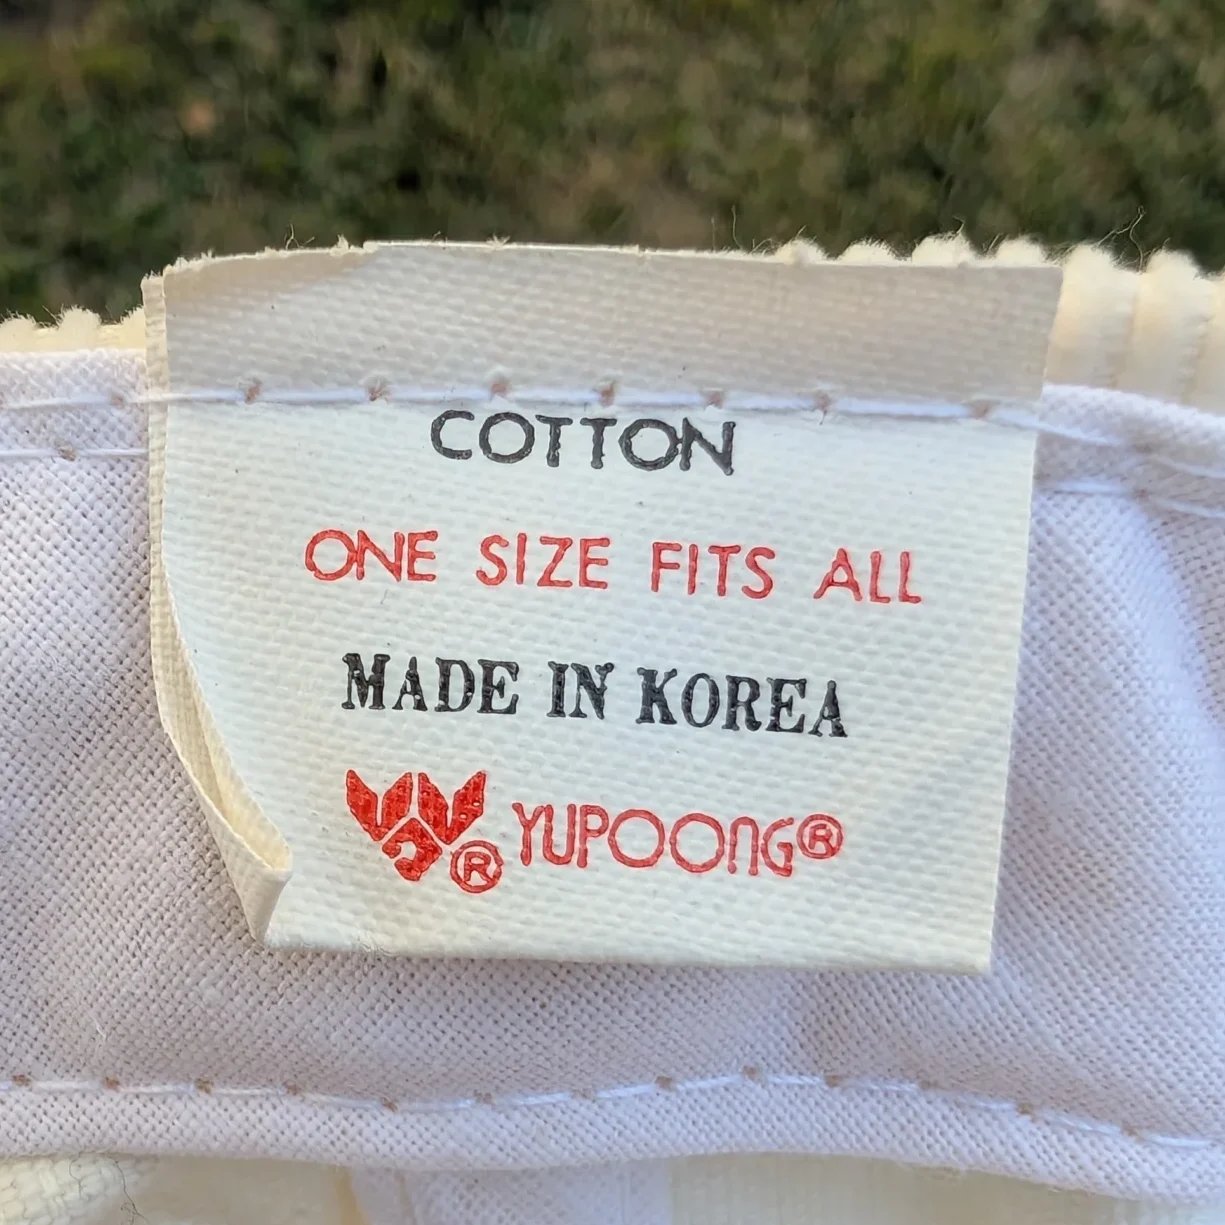 COTTON
ONE SIZE FITS ALL
MADE IN KOREA
® YUPOONG®